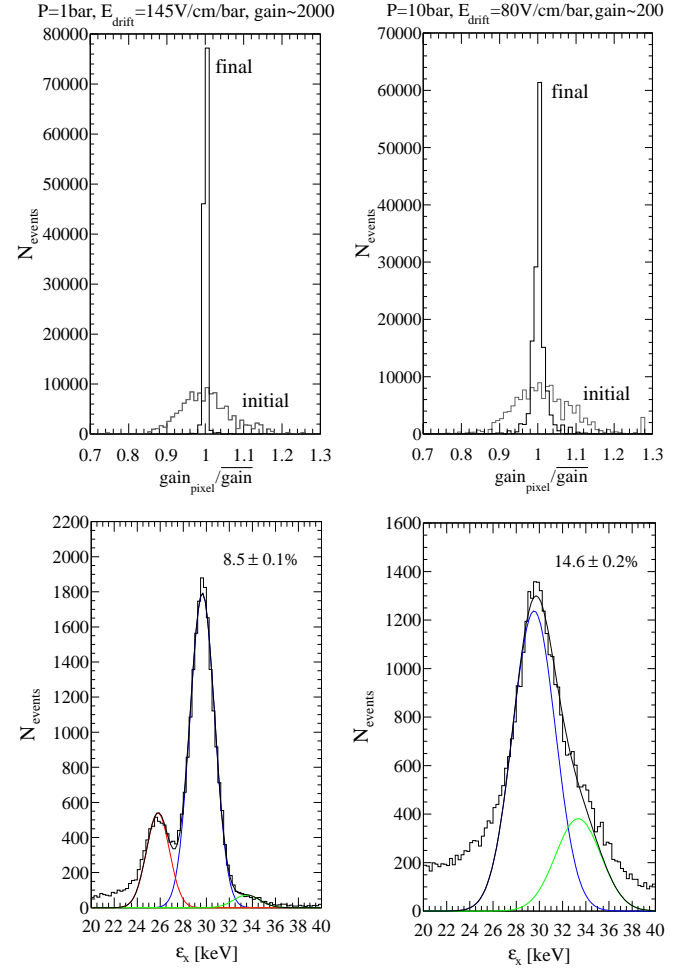 P=1bar, E_drift=145V/cm/bar, gain~2000
80000
70000
60000
50000
40000
30000
20000
10000
0
N_events
final
initial
0.7 0.8 0.9 1 1.1 1.2 1.3
gain_pixel/gain
P=10bar, E_drift=80V/cm/bar,gain~200
70000
60000
50000
40000
30000
20000
10000
0
N_events
final
initial
0.7 0.8 0.9 1 1.1 1.2 1.3
gain_pixel/gain
2200
2000
1800
1600
1400
1200
1000
800
600
400
200
0
N_events
8.5 ± 0.1%
20 22 24 26 28 30 32 34 36 38 40
ε_x [keV]
1600
1400
1200
1000
800
600
400
200
0
N_events
14.6 ± 0.2%
20 22 24 26 28 30 32 34 36 38 40
ε_x [keV]